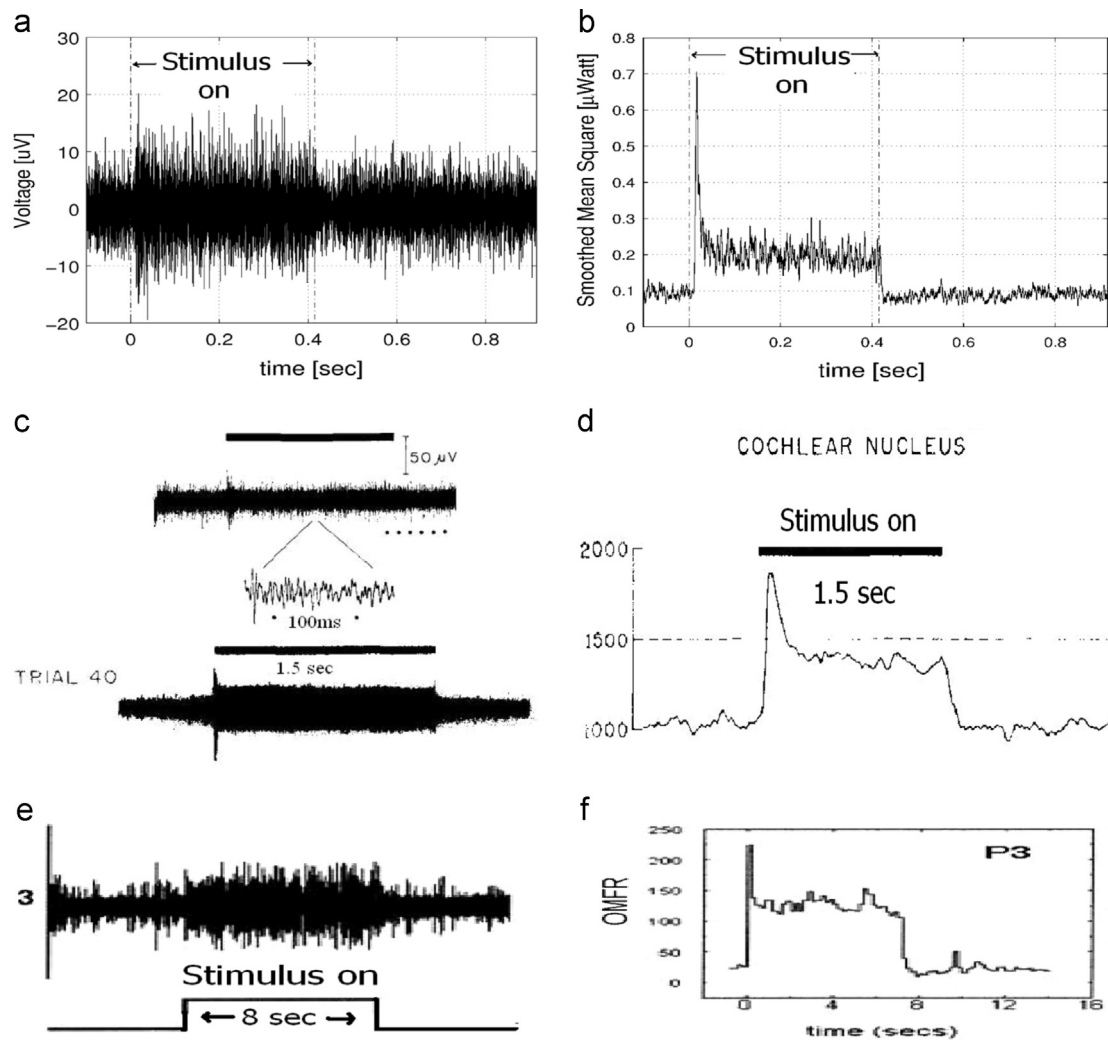 a
30
20
10
0
−10
−20
Voltage [uV]
Stimulus
on
0
0.2
0.4
0.6
0.8
time [sec]
b
0.8
0.7
0.6
0.5
0.4
0.3
0.2
0.1
0
Smoothed Mean Square [µWatt]
Stimulus
on
0
0.2
0.4
0.6
0.8
time [sec]
c
50 µV
100ms
1.5 sec
TRIAL 40
d
COCHLEAR NUCLEUS
Stimulus on
1.5 sec
2000
1500
1000
e
3
Stimulus on
8 sec
f
250
200
150
100
50
0
OMFR
P3
0
4
8
12
16
time (secs)